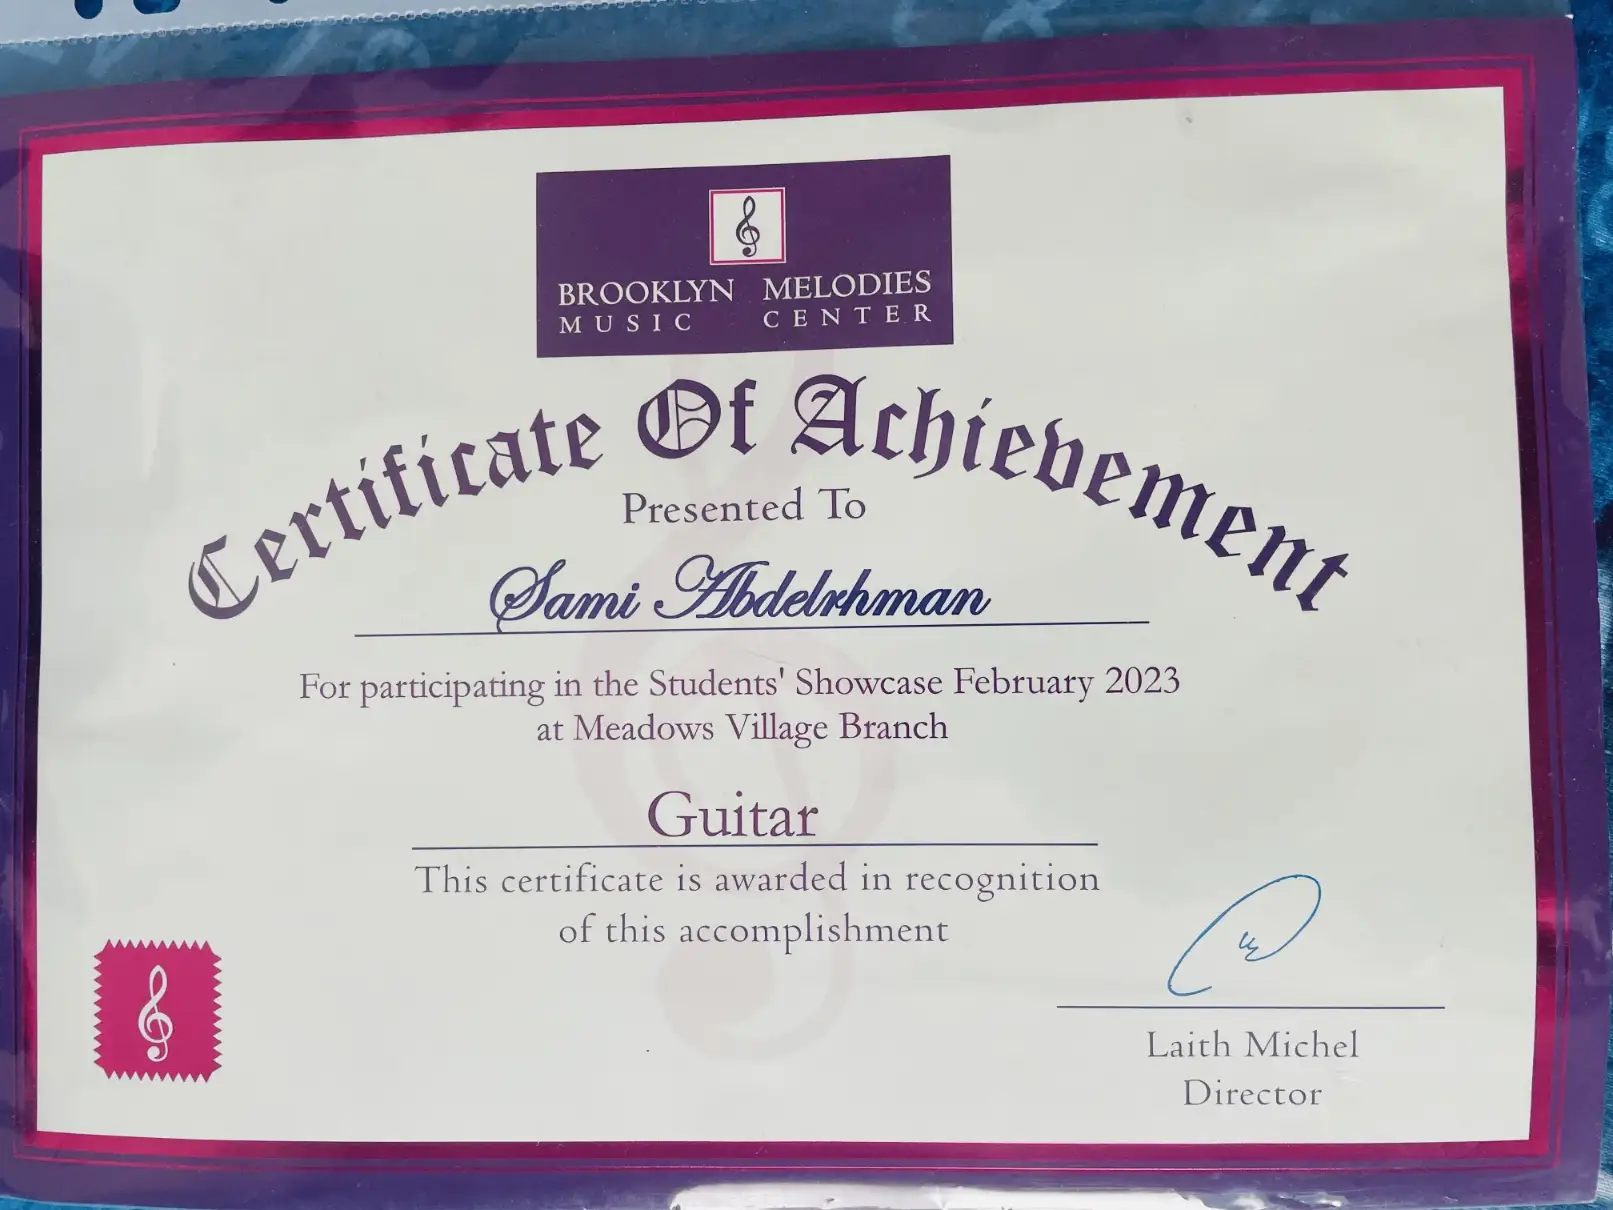 BROOKLYN MELODIES
MUSIC CENTER
Certificate Of Achievement
Presented To
Sami Abdelrhman
For participating in the Students' Showcase February 2023
at Meadows Village Branch
Guitar
This certificate is awarded in recognition
of this accomplishment
Laith Michel
Director